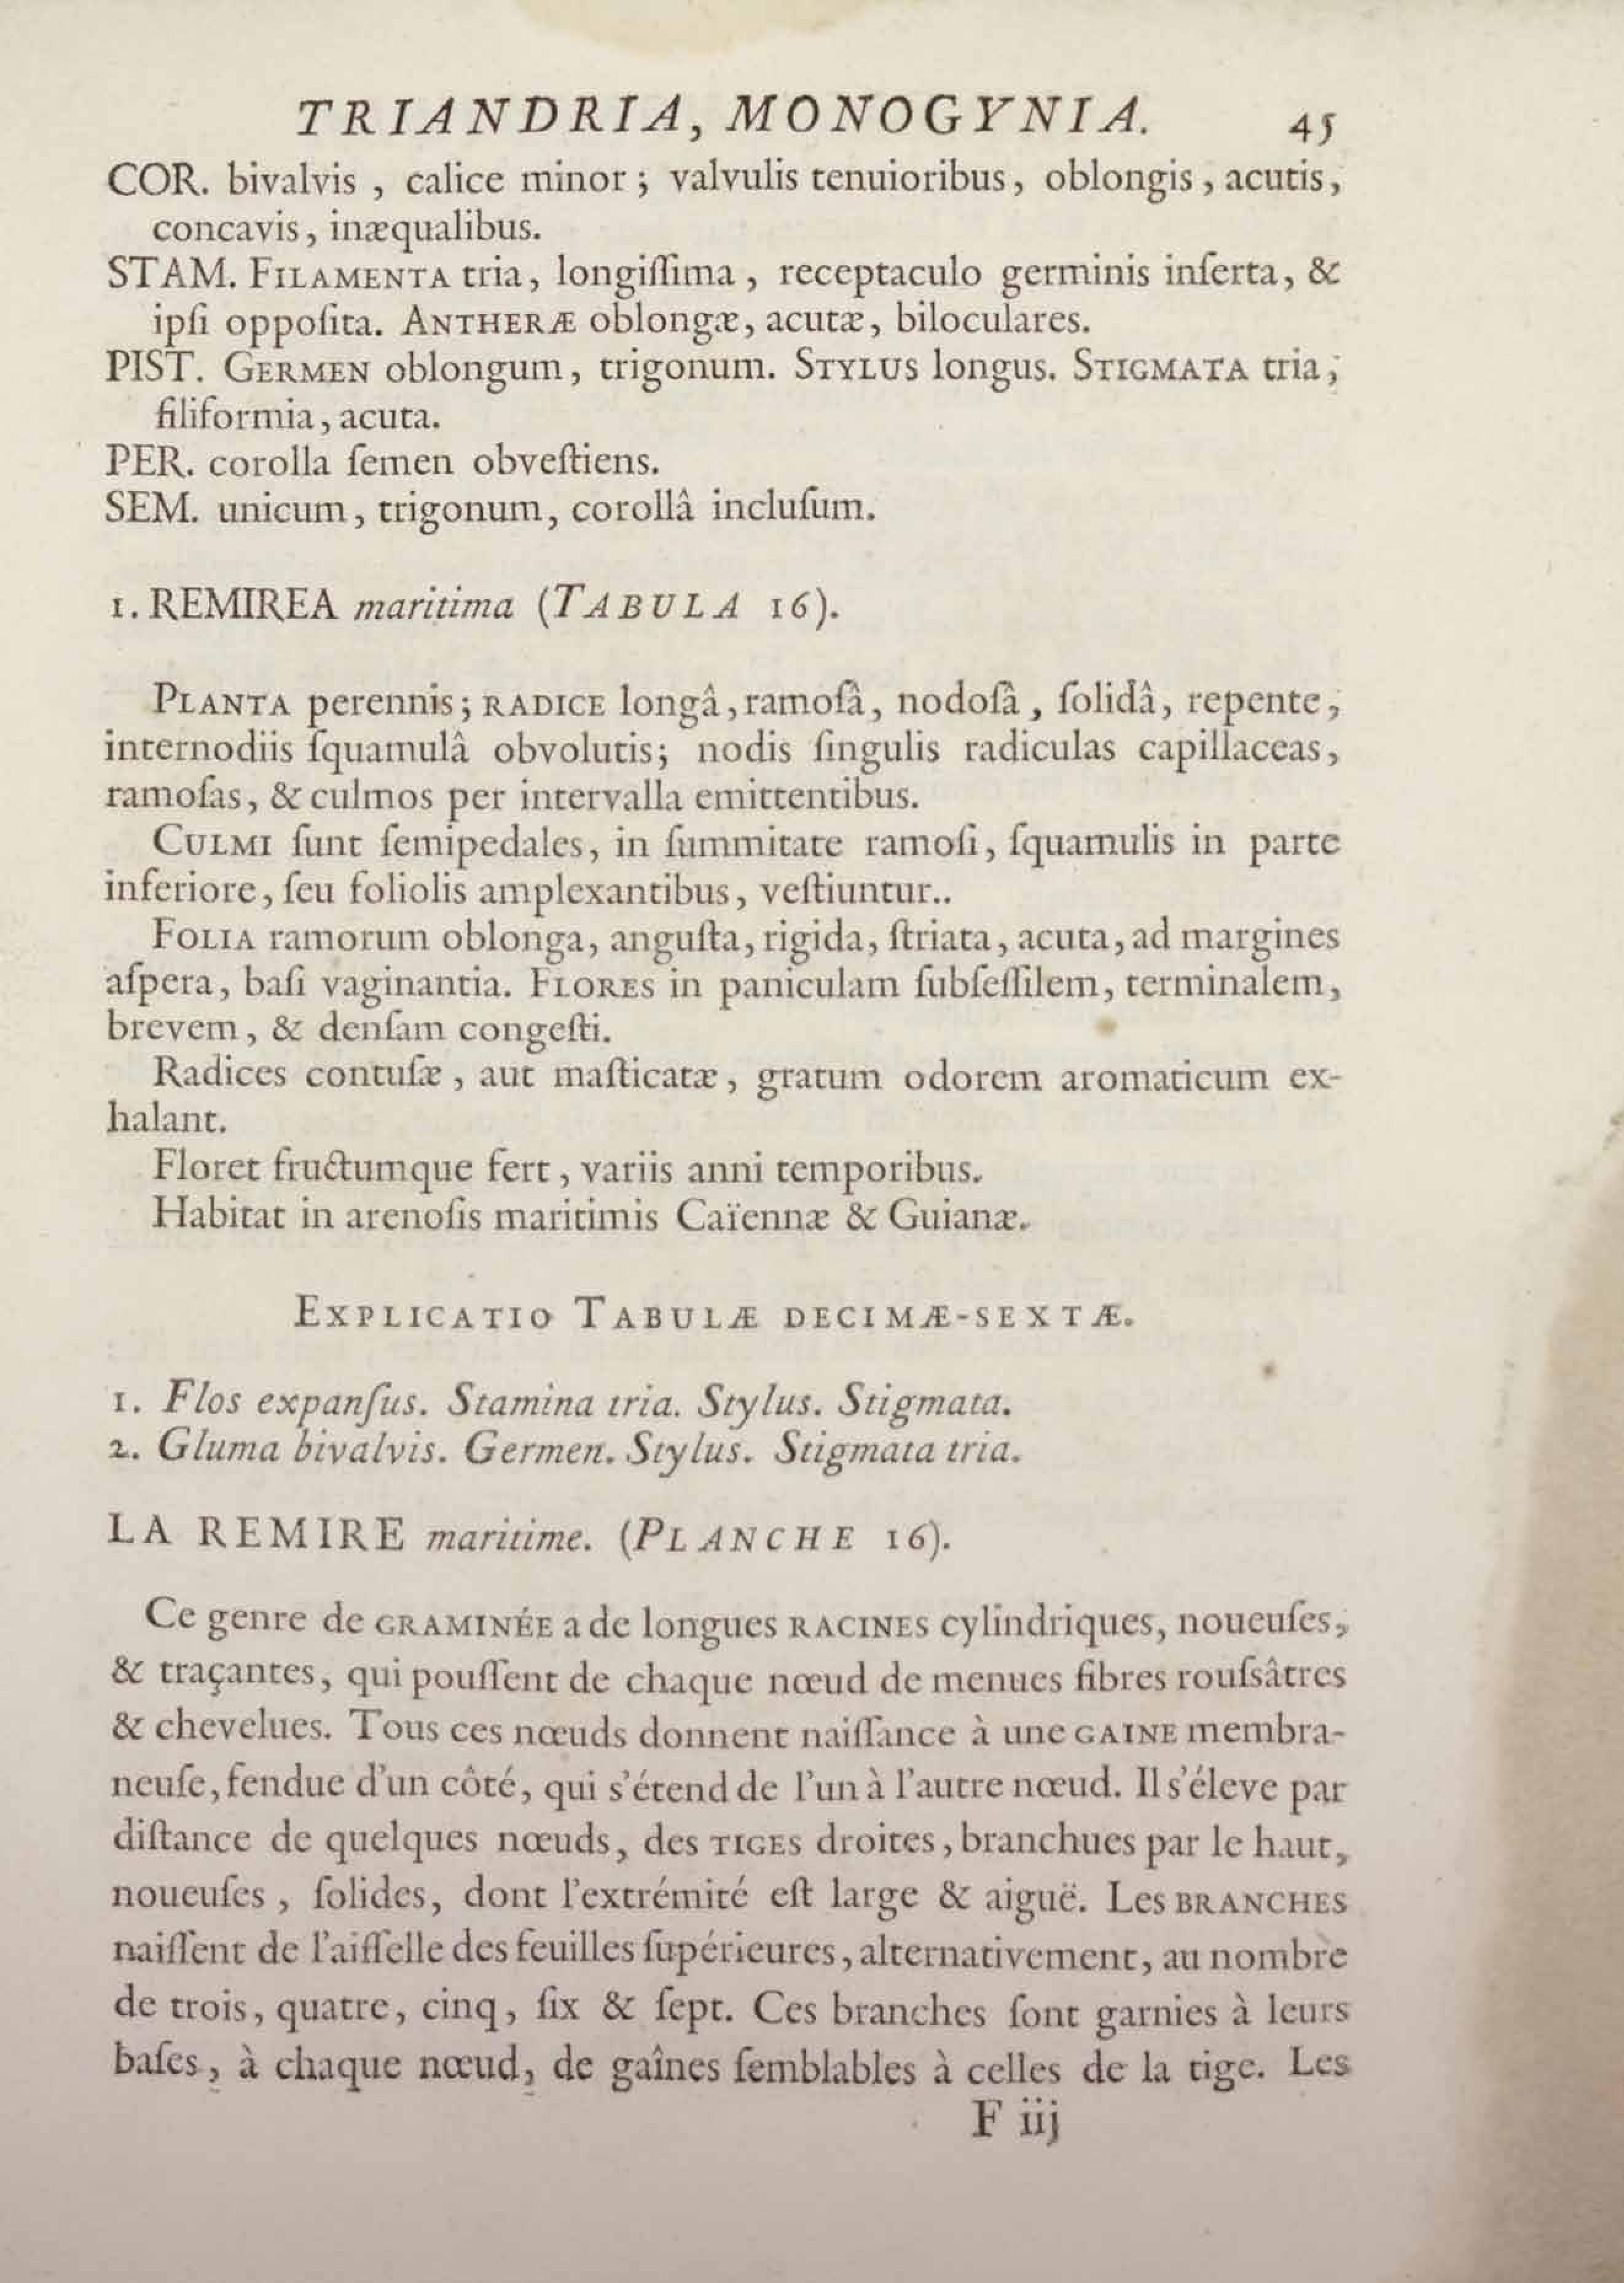 TRIANDRIA, MONOGYNIA. 45
COR. bivalvis , calice minor ; valvulis tenuioribus , oblongis , acutis ,
concavis , inæqualibus.
STAM. FILAMENTA tria , longiſſima , receptaculo germinis inſerta , &
ipſi oppoſita. ANTHERÆ oblongæ, acutæ, biloculares.
PIST. GERMEN oblongum, trigonum. STYLUS longus. STIGMATA tria ,
filiformia , acuta.
PER. corolla ſemen obveſtiens.
SEM. unicum , trigonum, corollâ incluſum.
1. REMIREA maritima (TABULA 16).
PLANTA perennis ; RADICE longâ , ramoſâ, nodoſâ , ſolidâ, repente ,
internodiis ſquamulâ obvolutis; nodis ſingulis radiculas capillaceas ,
ramoſas , & culmos per intervalla emittentibus.
CULMI ſunt ſemipedales, in ſummitate ramoſi, ſquamulis in parte
inferiore, ſeu foliolis amplexantibus, veſtiuntur..
FOLIA ramorum oblonga, anguſta, rigida, ſtriata, acuta, ad margines
aſpera, baſi vaginantia. FLORES in paniculam ſubſeſſilem, terminalem,
brevem , & denſam congeſti.
Radices contuſæ , aut maſticatæ , gratum odorem aromaticum ex-
halant.
Floret fructumque fert , variis anni temporibus.
Habitat in arenoſis maritimis Caïennæ & Guianæ.
EXPLICATIO TABULÆ DECIMÆ-SEXTÆ.
1. Flos expanſus. Stamina tria. Stylus. Stigmata.
2. Gluma bivalvis. Germen. Stylus. Stigmata tria.
LA REMIRE maritime. (PLANCHE 16).
Ce genre de GRAMINÉE a de longues RACINES cylindriques, noueuſes,
& traçantes, qui pouſſent de chaque nœud de menues fibres rouſsâtres
& chevelues. Tous ces nœuds donnent naiſſance à une GAINE membra-
neuſe, fendue d'un côté, qui s'étend de l'un à l'autre nœud. Il s'éleve par
diſtance de quelques nœuds, des TIGES droites, branchues par le haut,
noueuſes , ſolides, dont l'extrémité eſt large & aiguë. Les BRANCHES
naiſſent de l'aiſſelle des feuilles ſupérieures, alternativement, au nombre
de trois, quatre, cinq, ſix & ſept. Ces branches ſont garnies à leurs
baſes, à chaque nœud, de gaînes ſemblables à celles de la tige. Les
F iij